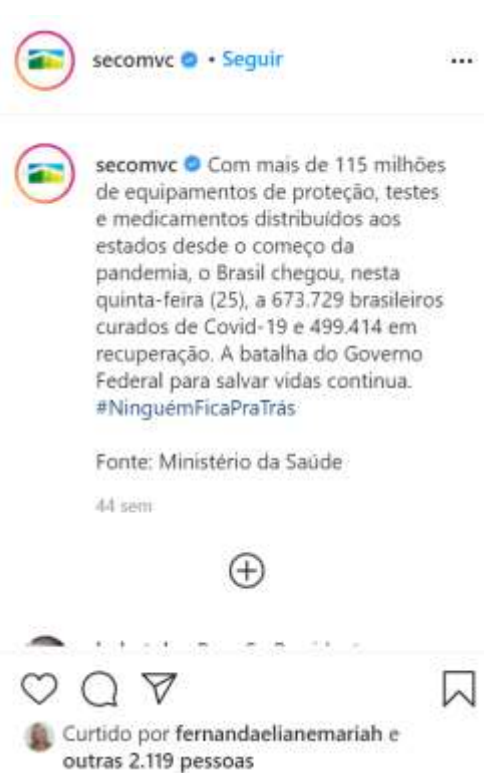 secomvc • Seguir
secomvc Com mais de 115 milhões
de equipamentos de proteção, testes
e medicamentos distribuídos aos
estados desde o começo da
pandemia, o Brasil chegou, nesta
quinta-feira (25), a 673.729 brasileiros
curados de Covid-19 e 499.414 em
recuperação. A batalha do Governo
Federal para salvar vidas continua.
#NinguémFicaPraTrás
Fonte: Ministério da Saúde
44 sem
Curtido por fernandaelianemariah e
outras 2.119 pessoas